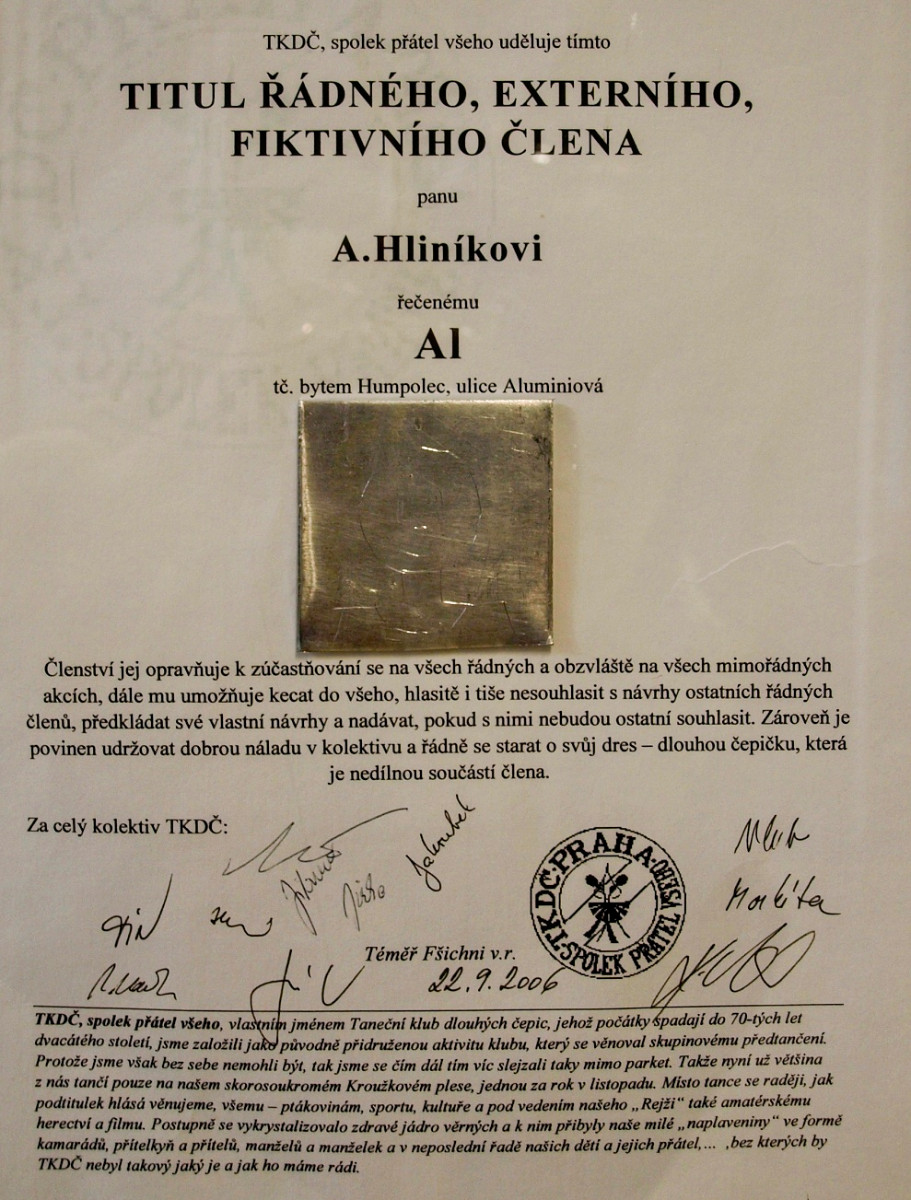 TKDČ, spolek přátel všeho uděluje tímto
TITUL ŘÁDNÉHO, EXTERNÍHO,
FIKTIVNÍHO ČLENA
panu
A.Hliníkovi
řečenému
Al
tč. bytem Humpolec, ulice Aluminiová
Členství jej opravňuje k zúčastňování se na všech řádných a obzvláště na všech mimořádných
akcích, dále mu umožňuje kecat do všeho, hlasitě i tiše nesouhlasit s návrhy ostatních řádných
členů, předkládat své vlastní návrhy a nadávat, pokud s nimi nebudou ostatní souhlasit. Zároveň je
povinen udržovat dobrou náladu v kolektivu a řádně se starat o svůj dres – dlouhou čepičku, která
je nedílnou součástí člena.
Za celý kolektiv TKDČ:
Jakoubek
Markéta
T.K.DČ.PRAHA
SPOLEK PŘÁTEL VŠEHO
Téměř Fšichni v.r.
22.9.2006
TKDČ, spolek přátel všeho, vlastním jménem Taneční klub dlouhých čepic, jehož počátky spadají do 70-tých let
dvacátého století, jsme založili jako původně přidruženou aktivitu klubu, který se věnoval skupinovému předtančení.
Protože jsme však bez sebe nemohli být, tak jsme se čím dál tím víc slejzali taky mimo parket. Takže nyní už většina
z nás tančí pouze na našem skorosoukromém Kroužkovém plese, jednou za rok v listopadu. Místo tance se raději, jak
podtitulek hlásá věnujeme, všemu – ptákovinám, sportu, kultuře a pod vedením našeho „Rejži" také amatérskému
herectví a filmu. Postupně se vykrystalizovalo zdravé jádro věrných a k nim přibyly naše milé „naplaveniny" ve formě
kamarádů, přítelkyň a přítelů, manželů a manželek a v neposlední řadě našich dětí a jejich přátel,... ,bez kterých by
TKDČ nebyl takový jaký je a jak ho máme rádi.